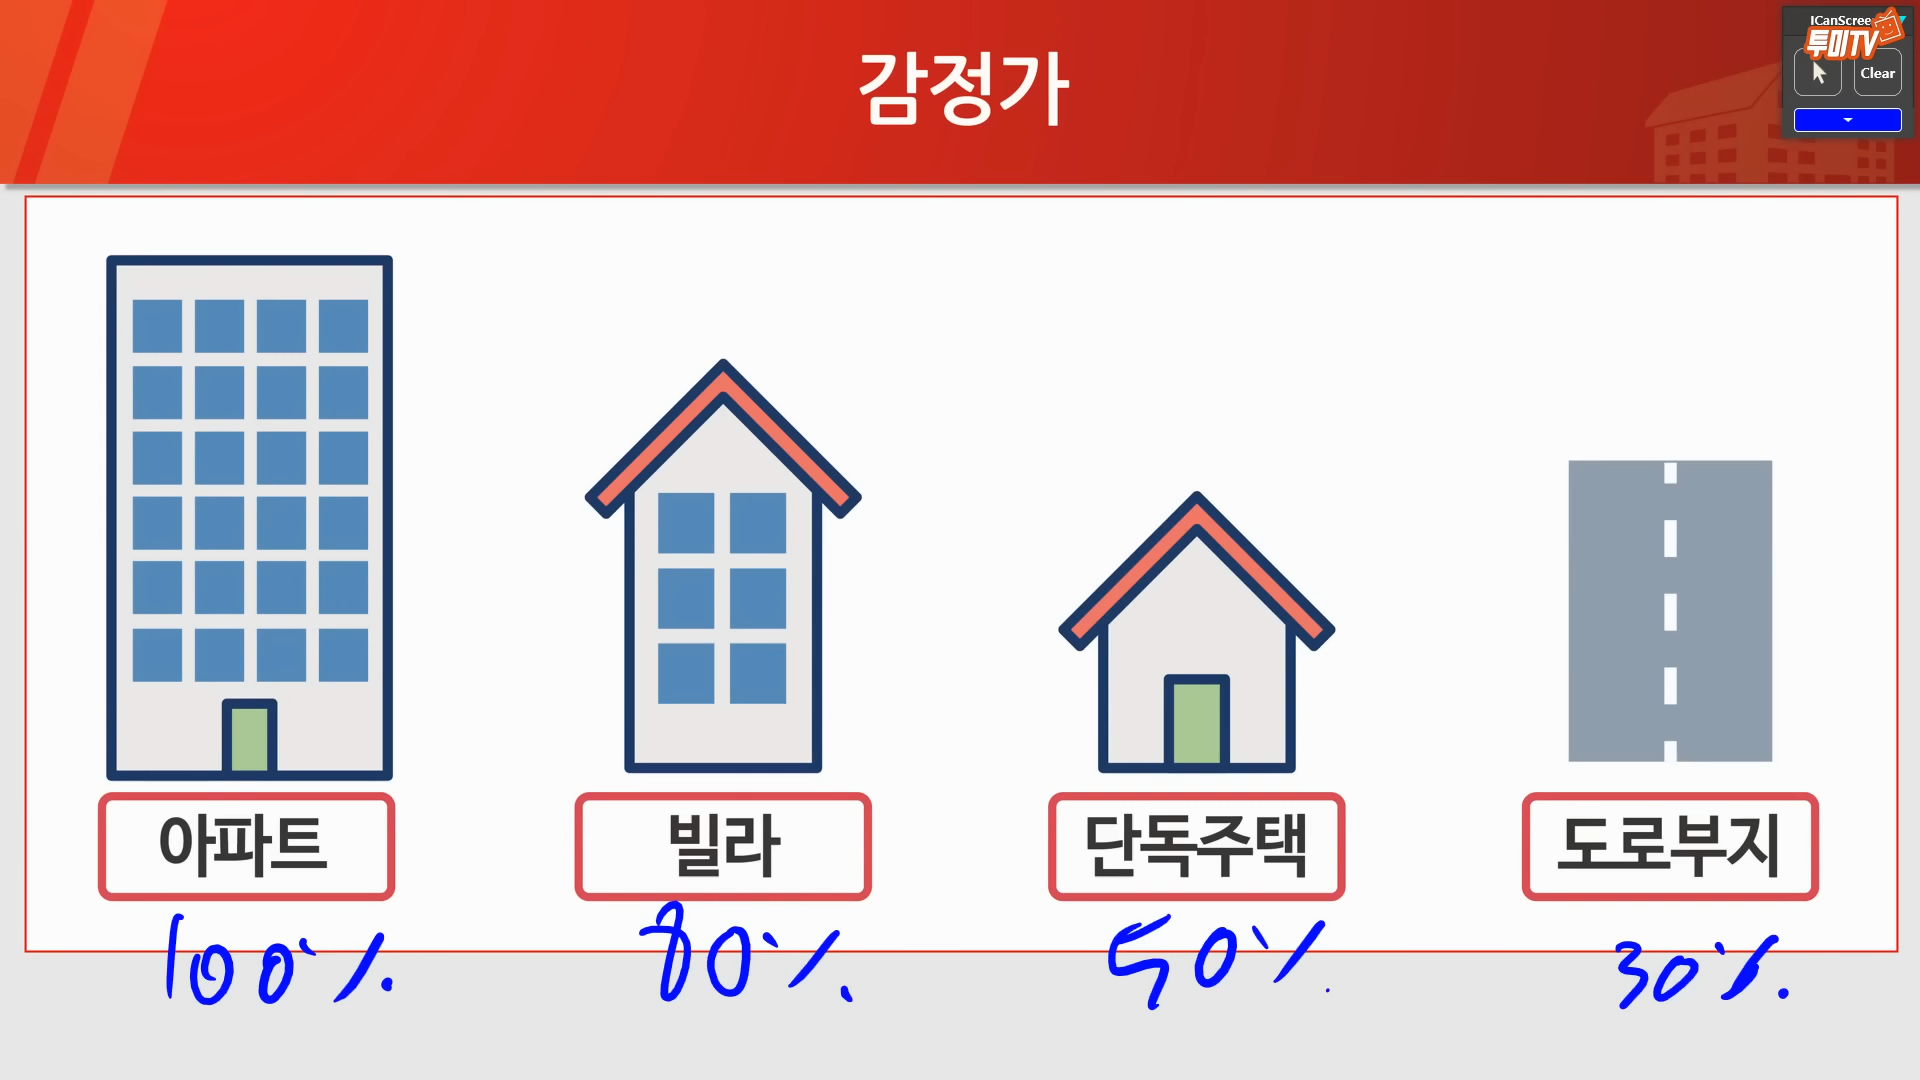 감정가
ICanScree
투미TV
Clear
아파트
빌라
단독주택
도로부지
100%
80%
50%
30%